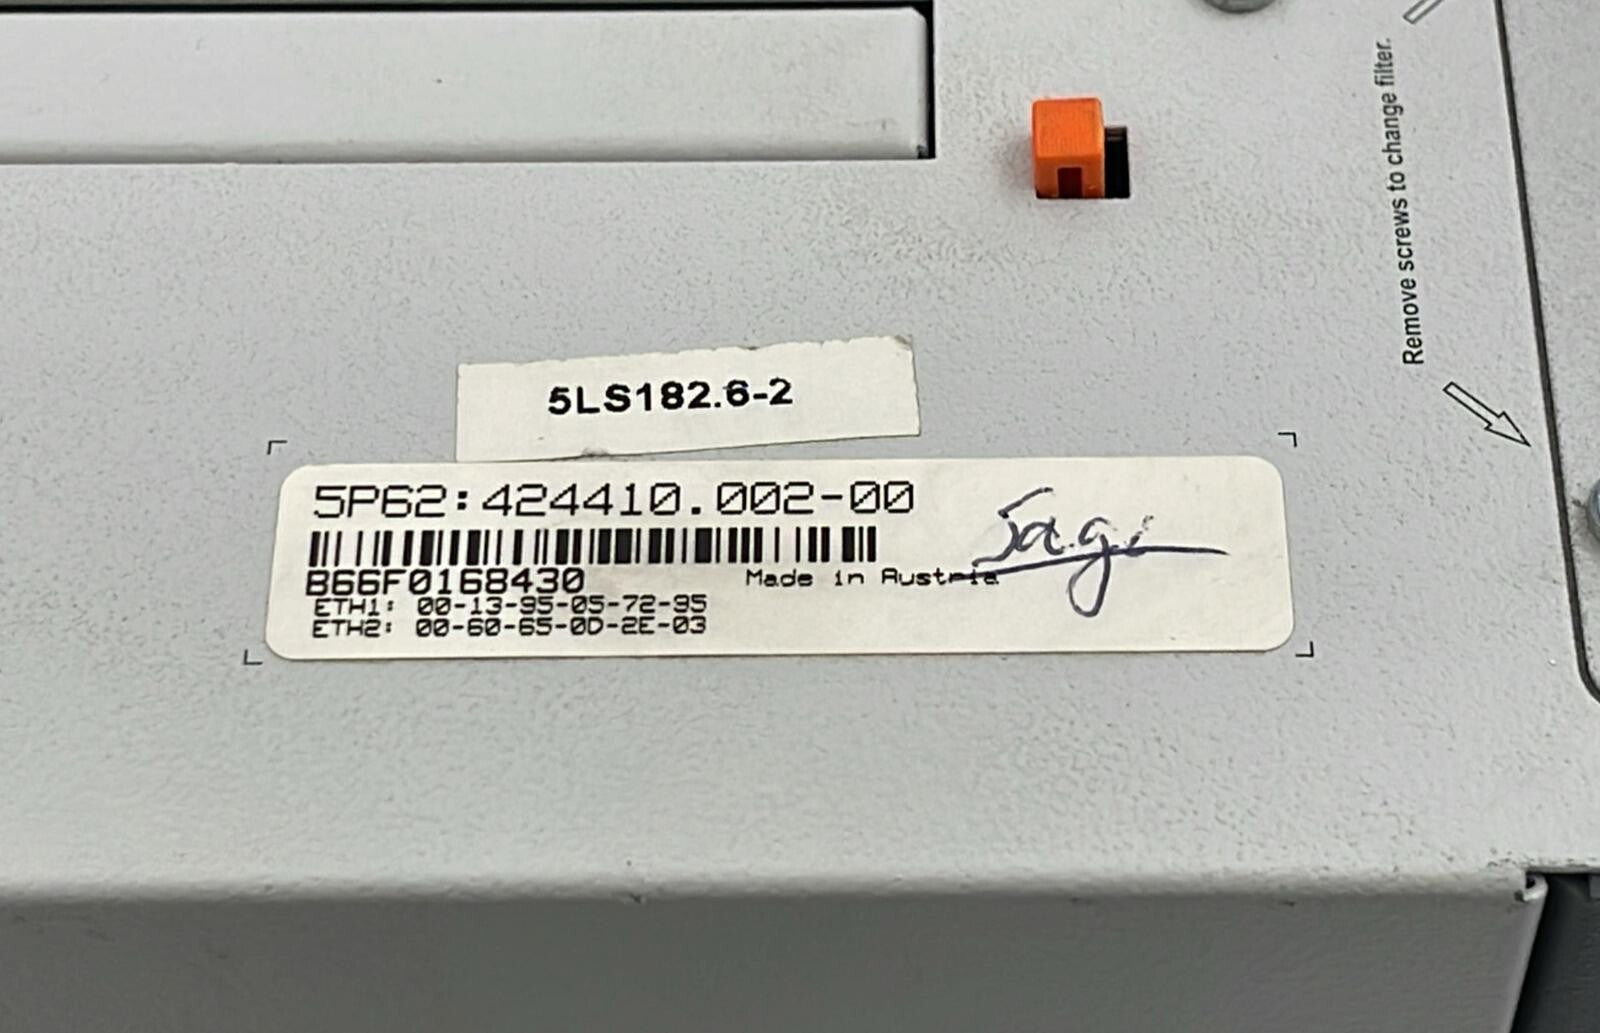 Remove screws to change filter.
5LS182.6-2
5P62:424410.002-00
B66F0168430
Made in Austria
ETH1: 00-13-95-05-72-95
ETH2: 00-60-65-0D-2E-03